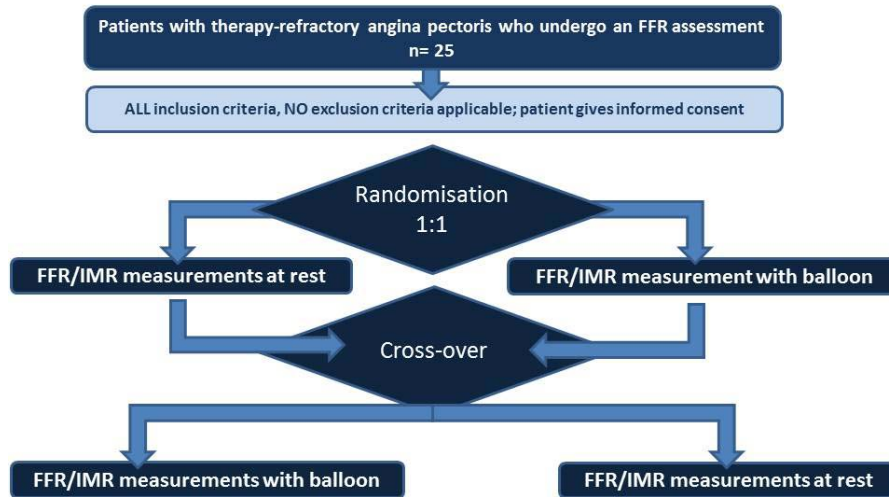 Patients with therapy-refractory angina pectoris who undergo an FFR assessment
n= 25
ALL inclusion criteria, NO exclusion criteria applicable; patient gives informed consent
Randomisation
1:1
FFR/IMR measurements at rest
FFR/IMR measurement with balloon
Cross-over
FFR/IMR measurements with balloon
FFR/IMR measurements at rest